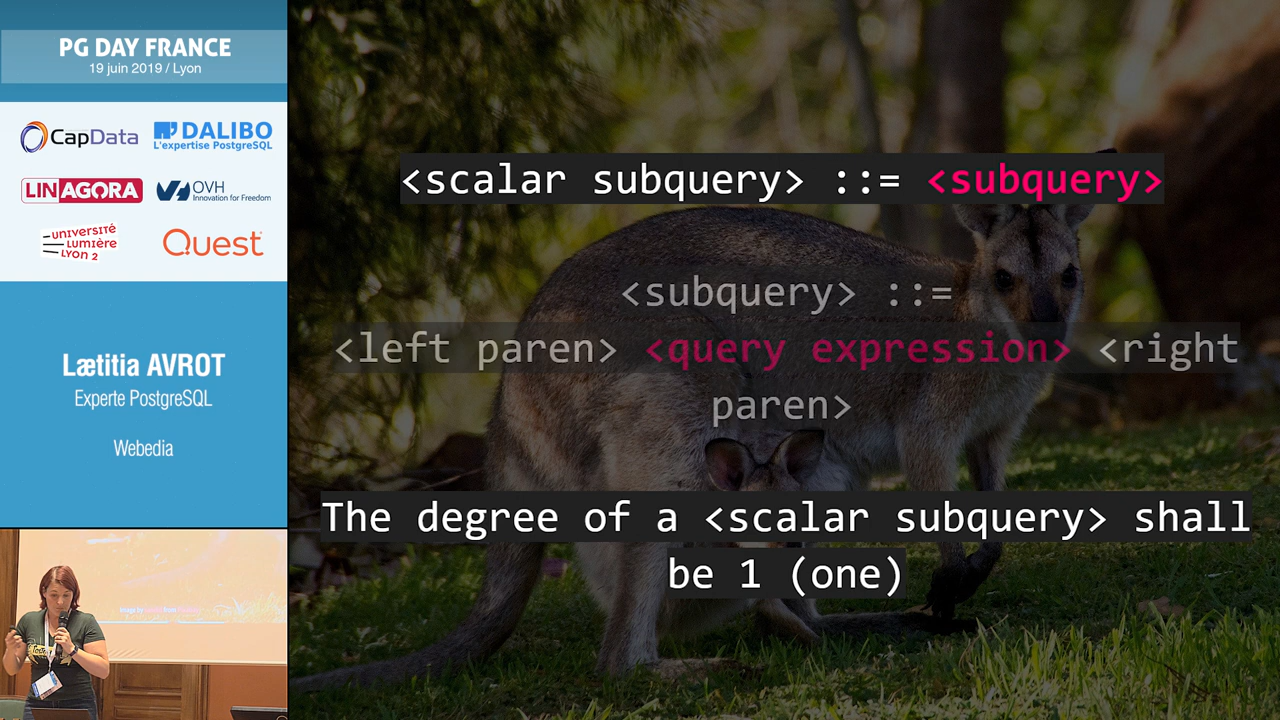 PG DAY FRANCE
19 juin 2019 / Lyon
CapData
DALIBO
L'expertise PostgreSQL
LINAGORA
OVH
Innovation for Freedom
UNIVERSITÉ
LUMIÈRE
LYON 2
Quest
Lætitia AVROT
Experte PostgreSQL
Webedia
<scalar subquery> ::= <subquery>
<subquery> ::=
<left paren> <query expression> <right
paren>
The degree of a <scalar subquery> shall
be 1 (one)